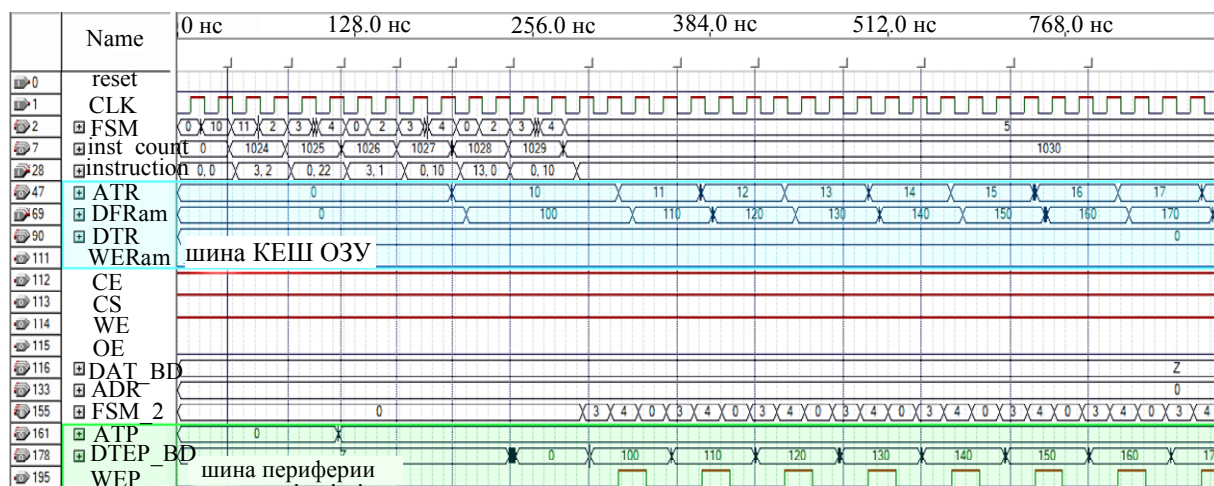 Name 0 нс 128.0 нс 256.0 нс 384,0 нс 512,0 нс 768,0 нс
0 reset
1 CLK
2 FSM 0 10 11 2 3 4 0 2 3 4 0 2 3 4 5
7 inst_count 0 1024 1025 1026 1027 1028 1029 1030
28 instruction 0, 0 3, 2 0, 22 3, 1 0, 10 13, 0 0, 10
47 ATR 0 10 11 12 13 14 15 16 17
69 DFRam 0 100 110 120 130 140 150 160 170
90 DTR 0
111 WERam шина КЕШ ОЗУ
112 CE
113 CS
114 WE
115 OE
116 DAT_BD Z
133 ADR 0
155 FSM_2 0 3 4 0 3 4 0 3 4 0 3 4 0 3 4 0 3 4 0 3 4 0 3 4
161 ATP 0
178 DTEP_BD 0 100 110 120 130 140 150 160 17
195 WEP шина периферии